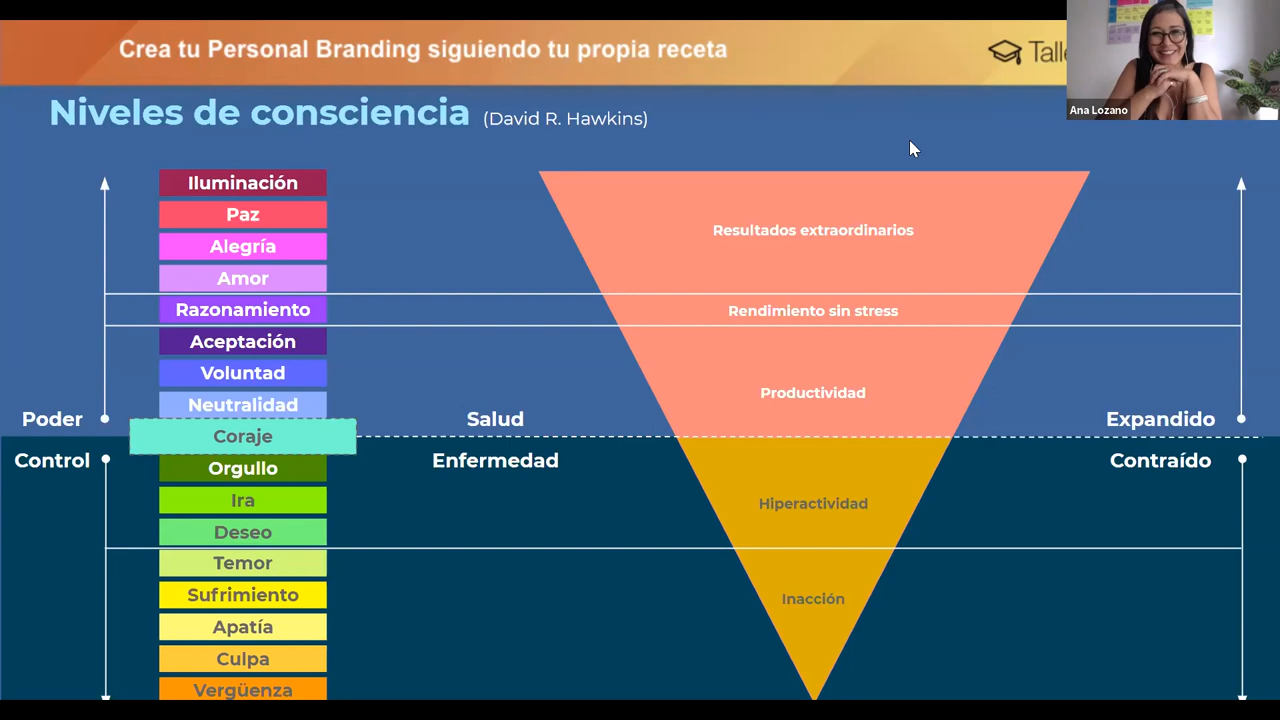 Crea tu Personal Branding siguiendo tu propia receta
Ana Lozano
Niveles de consciencia (David R. Hawkins)
Iluminación
Paz
Alegría
Amor
Razonamiento
Aceptación
Voluntad
Neutralidad
Coraje
Orgullo
Ira
Deseo
Temor
Sufrimiento
Apatía
Culpa
Vergüenza
Poder
Control
Salud
Enfermedad
Resultados extraordinarios
Rendimiento sin stress
Productividad
Hiperactividad
Inacción
Expandido
Contraído